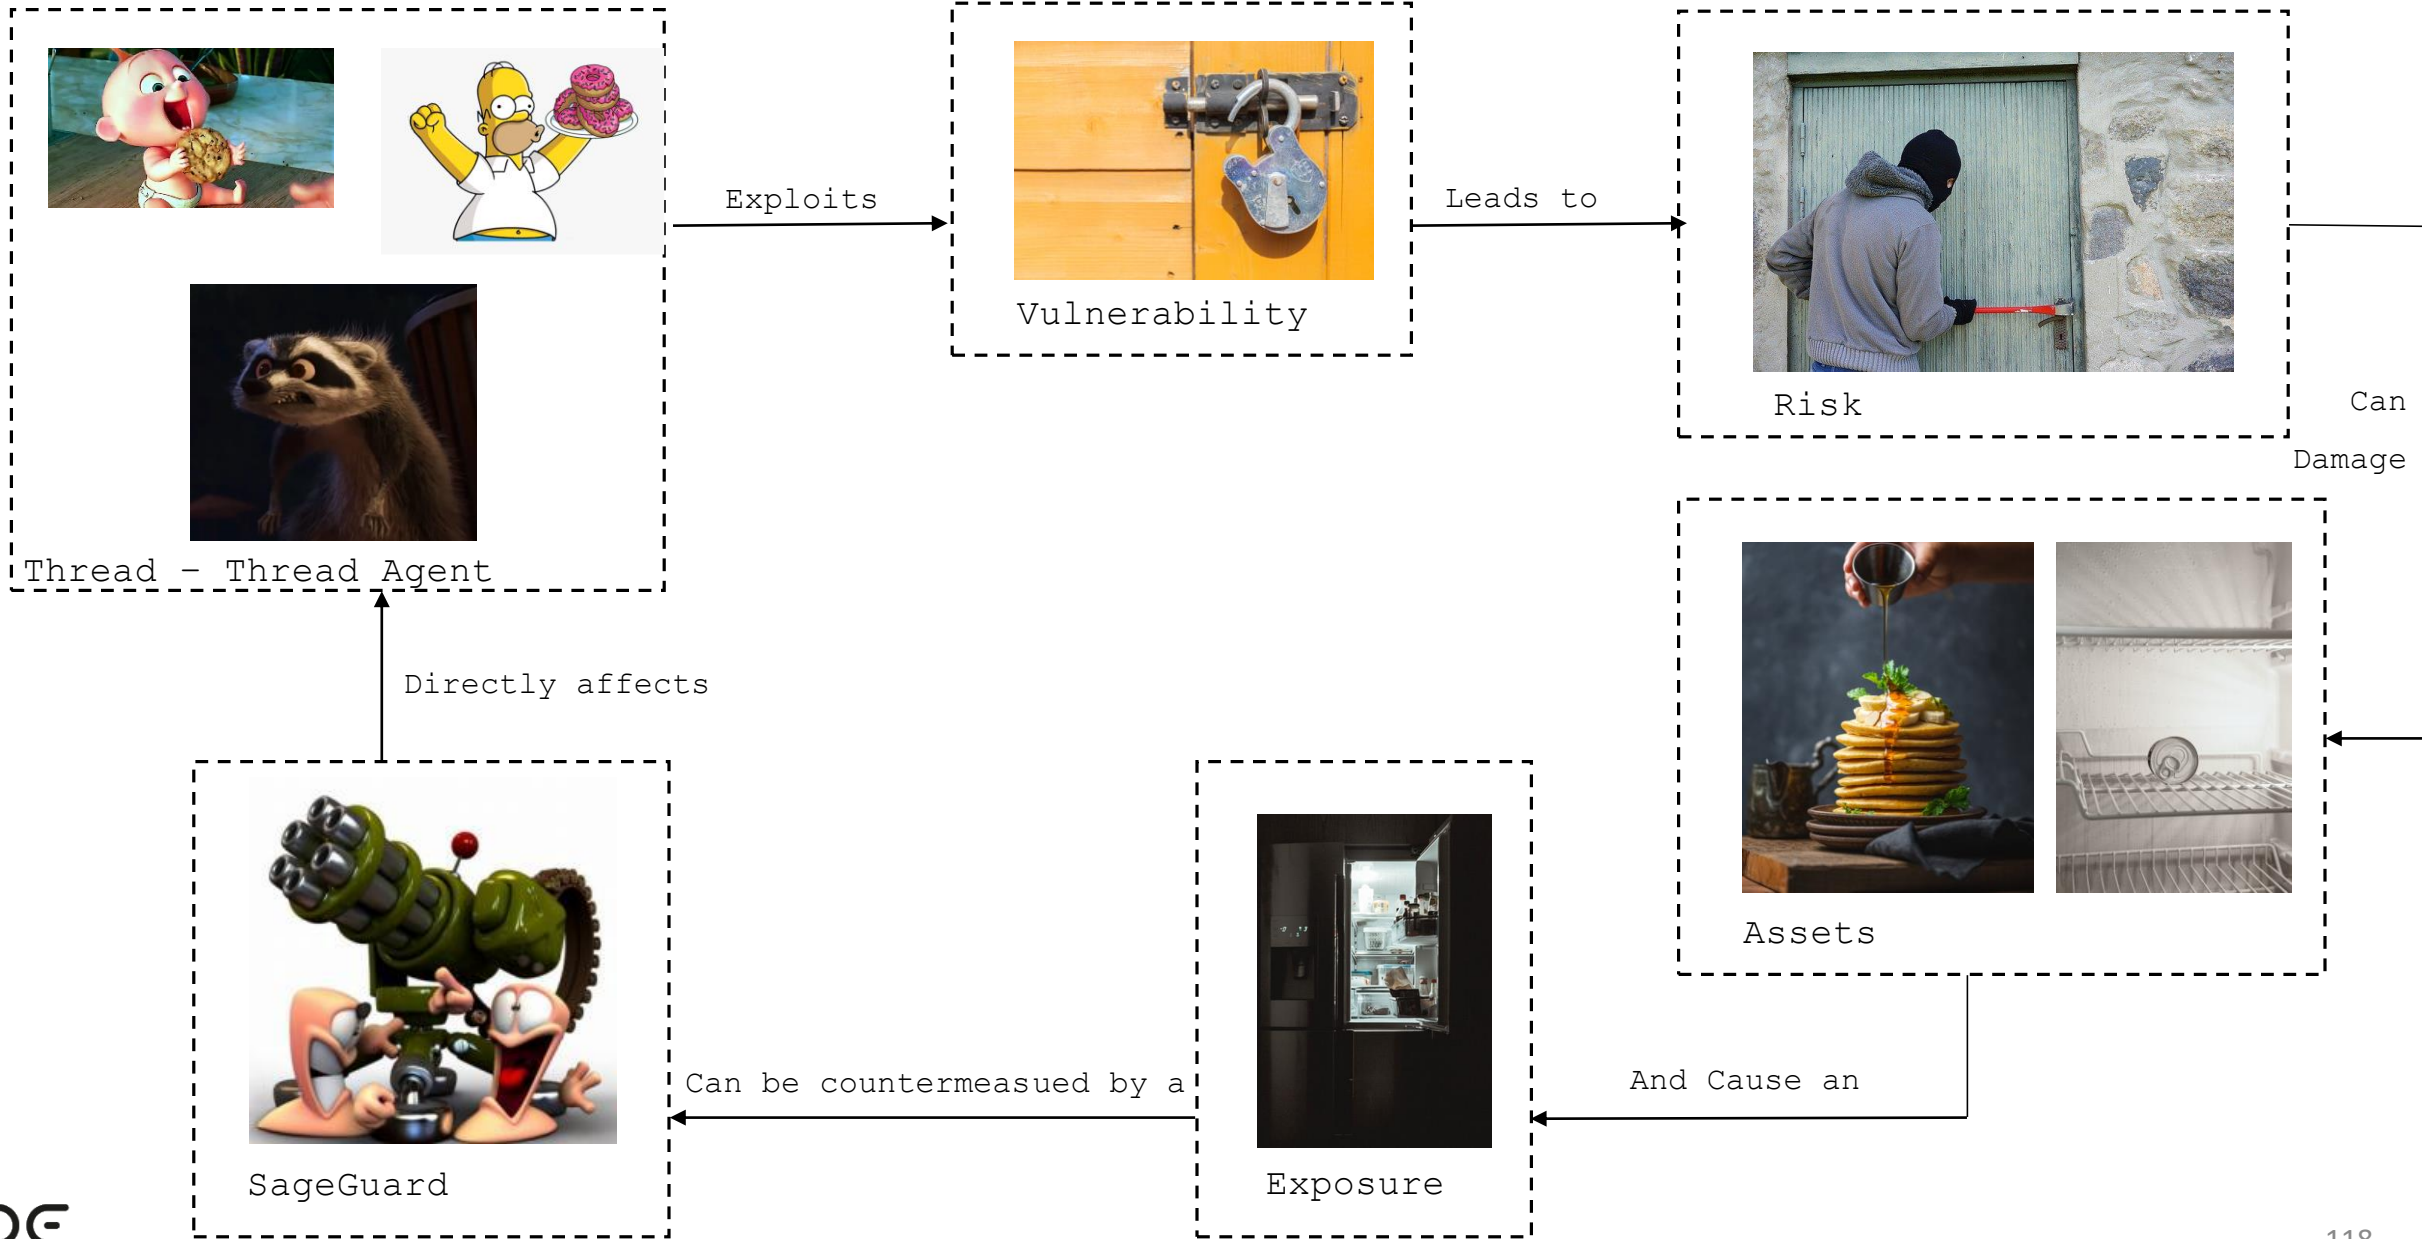 Exploits
Leads to
Vulnerability
Risk
Can
Damage
Thread – Thread Agent
Directly affects
Assets
Can be countermeasued by a
And Cause an
SageGuard
Exposure
118